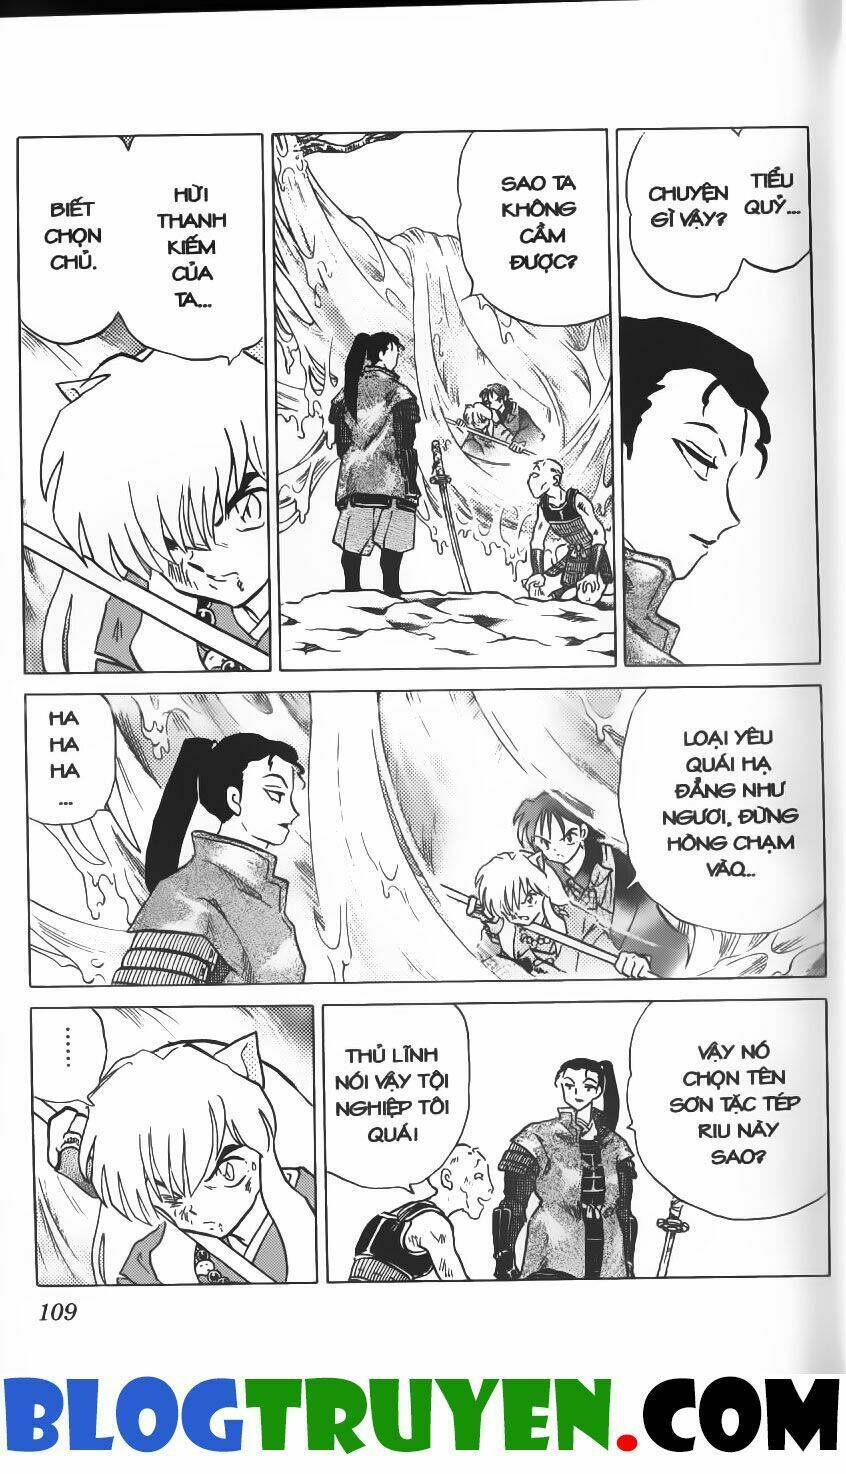 TIỂU
QUỶ...
CHUYỆN
GÌ VẬY?
SAO TA
KHÔNG
CẦM
ĐƯỢC?
HỪ!
THANH
KIẾM
CỦA
TA...
BIẾT
CHỌN
CHỦ.
LOẠI YÊU
QUÁI HẠ
ĐẲNG NHƯ
NGƯƠI, ĐỪNG
HÒNG CHẠM
VÀO...
HA
HA
HA
...
VẬY NÓ
CHỌN TÊN
SƠN TẶC TÉP
RIU NÀY
SAO?
THỦ LĨNH
NÓI VẬY TỘI
NGHIỆP TÔI
QUÁ!
......
109
BLOGTRUYEN.COM